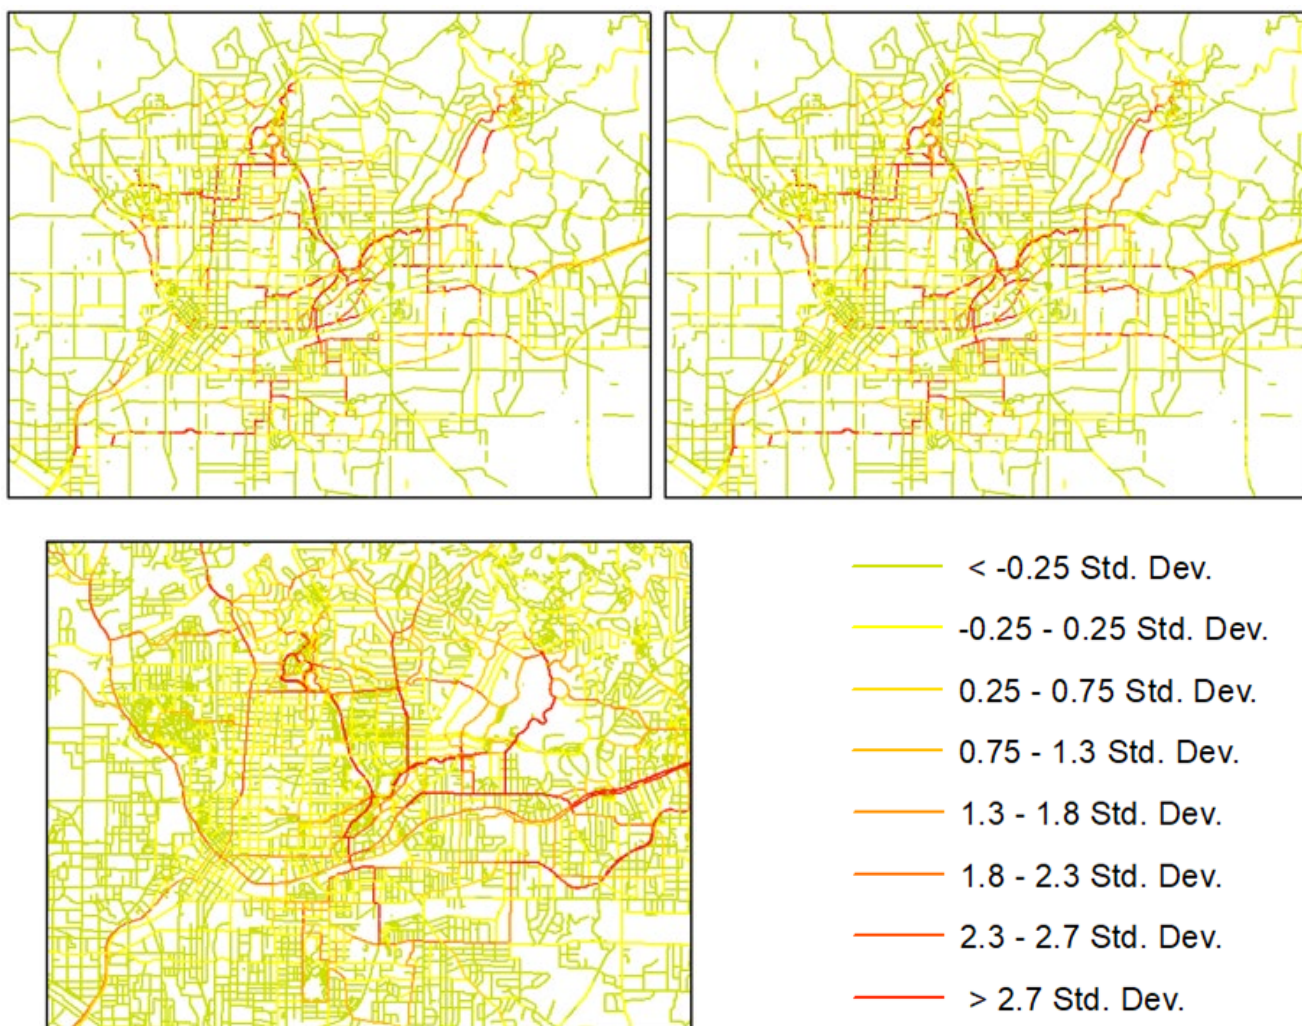 < -0.25 Std. Dev.
-0.25 - 0.25 Std. Dev.
0.25 - 0.75 Std. Dev.
0.75 - 1.3 Std. Dev.
1.3 - 1.8 Std. Dev.
1.8 - 2.3 Std. Dev.
2.3 - 2.7 Std. Dev.
> 2.7 Std. Dev.